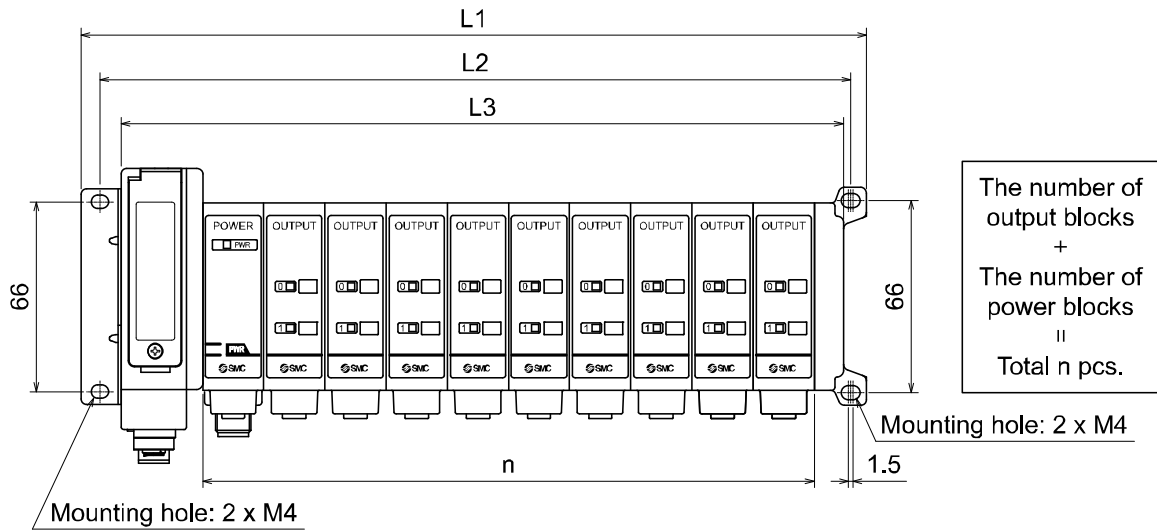 L1
L2
L3
The number of
output blocks
+
The number of
power blocks
=
Total n pcs.
POWER OUTPUT OUTPUT OUTPUT OUTPUT OUTPUT OUTPUT OUTPUT OUTPUT OUTPUT
PWR
66
66
0 0 0 0 0 0 0 0 0
1 1 1 1 1 1 1 1 1
PWR
SMC SMC SMC SMC SMC SMC SMC SMC SMC SMC
Mounting hole: 2 x M4
n
1.5
Mounting hole: 2 x M4